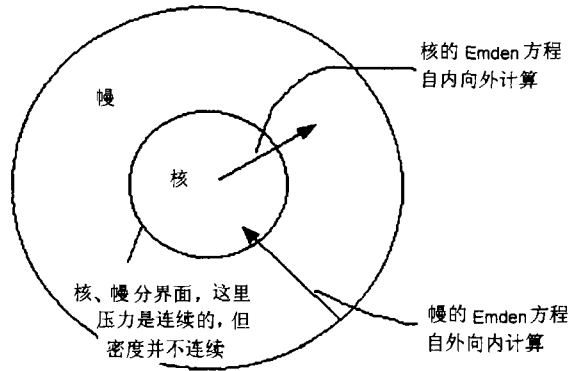 核的 Emden 方程
自内向外计算
幔
核
核、幔分界面，这里
压力是连续的，但
密度并不连续
幔的 Emden 方程
自外向内计算